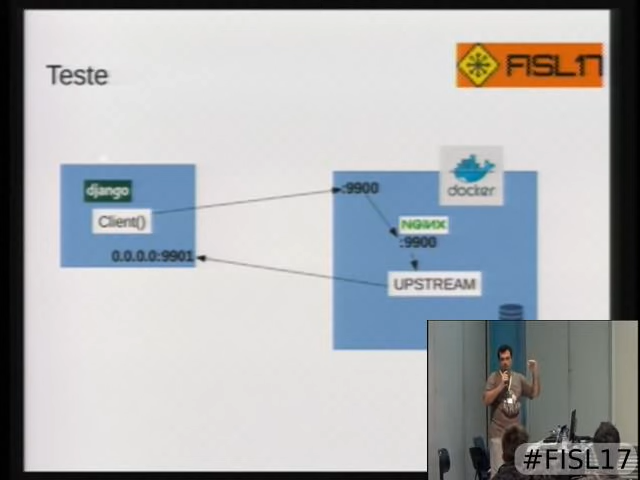 Teste
FISL17
django
Client()
0.0.0.0:9901
:9900
docker
NGINX
:9900
UPSTREAM
#FISL17